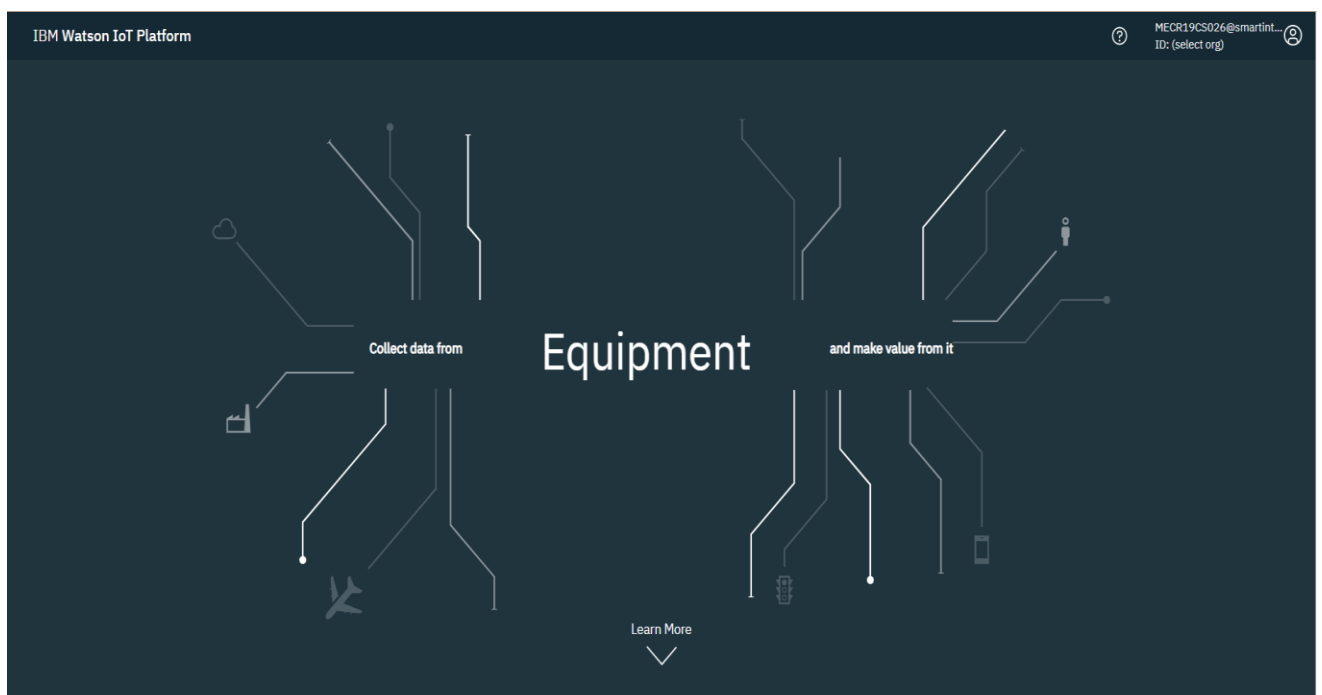 IBM Watson IoT Platform
MECR19CS026@smartint...
ID: (select org)
Collect data from
Equipment
and make value from it
Learn More